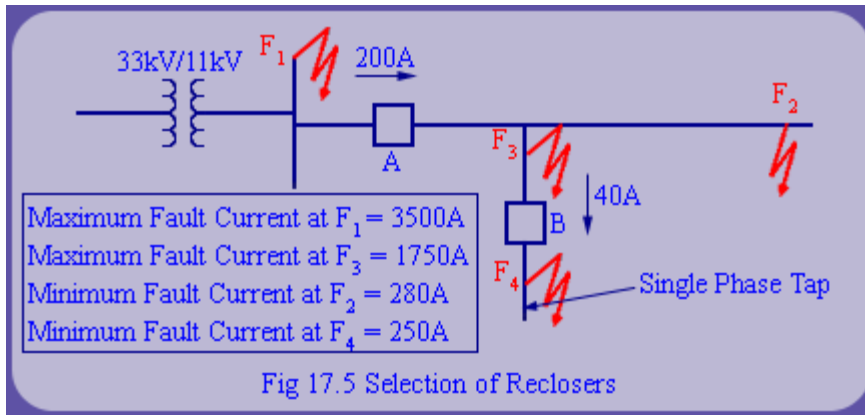 33kV/11kV
F1
200A
F2
A
F3
40A
B
F4
Single Phase Tap
Maximum Fault Current at F1 = 3500A
Maximum Fault Current at F3 = 1750A
Minimum Fault Current at F2 = 280A
Minimum Fault Current at F4 = 250A
Fig 17.5 Selection of Reclosers